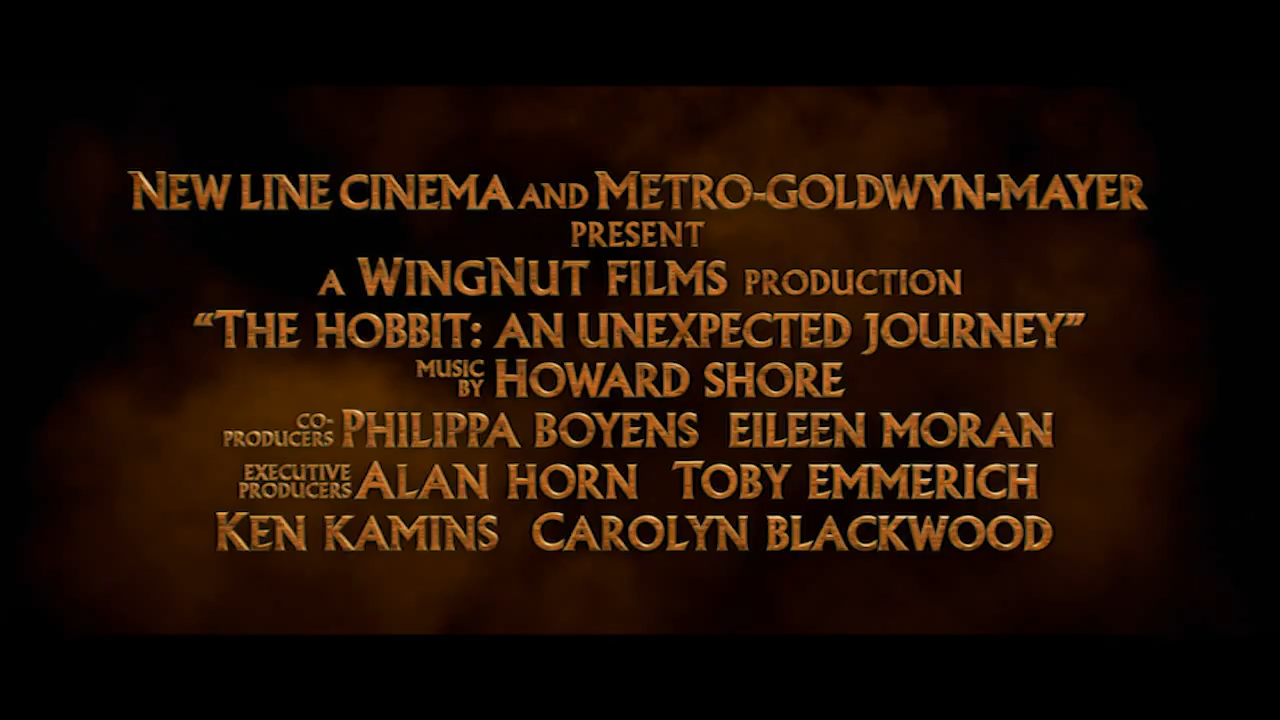 NEW LINE CINEMA AND METRO-GOLDWYN-MAYER
PRESENT
A WINGNUT FILMS PRODUCTION
“THE HOBBIT: AN UNEXPECTED JOURNEY”
MUSIC BY HOWARD SHORE
CO-PRODUCERS PHILIPPA BOYENS EILEEN MORAN
EXECUTIVE PRODUCERS ALAN HORN TOBY EMMERICH
KEN KAMINS CAROLYN BLACKWOOD